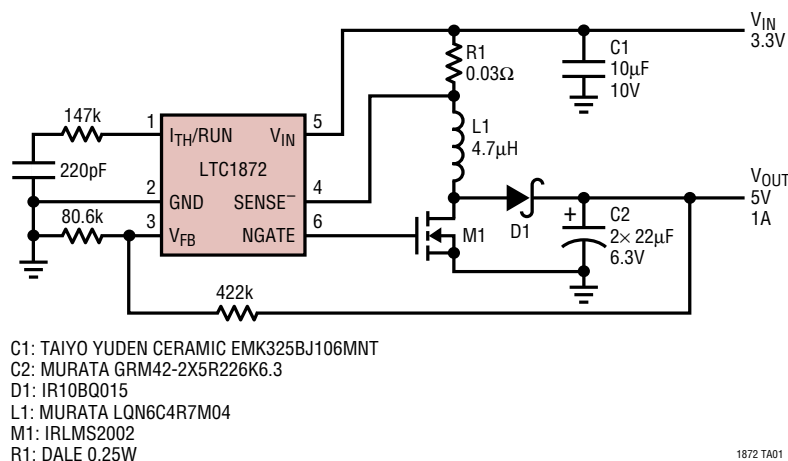 VIN
3.3V
R1
0.03Ω
C1
10µF
10V
147k
1
ITH/RUN
VIN
5
L1
4.7µH
LTC1872
220pF
2
GND
SENSE–
4
VOUT
5V
1A
80.6k
3
VFB
NGATE
6
M1
D1
+
C2
2× 22µF
6.3V
422k
C1: TAIYO YUDEN CERAMIC EMK325BJ106MNT
C2: MURATA GRM42-2X5R226K6.3
D1: IR10BQ015
L1: MURATA LQN6C4R7M04
M1: IRLMS2002
R1: DALE 0.25W
1872 TA01